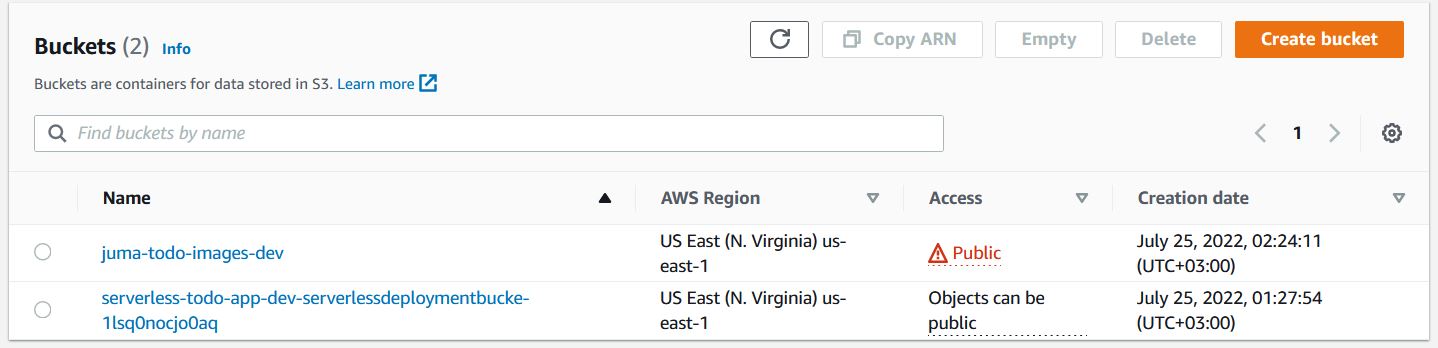 Buckets (2) Info
Copy ARN Empty Delete Create bucket
Buckets are containers for data stored in S3. Learn more
Find buckets by name
1
Name AWS Region Access Creation date
juma-todo-images-dev
US East (N. Virginia) us-
east-1
Public
July 25, 2022, 02:24:11
(UTC+03:00)
serverless-todo-app-dev-serverlessdeploymentbucke-
1lsq0nocjo0aq
US East (N. Virginia) us-
east-1
Objects can be
public
July 25, 2022, 01:27:54
(UTC+03:00)